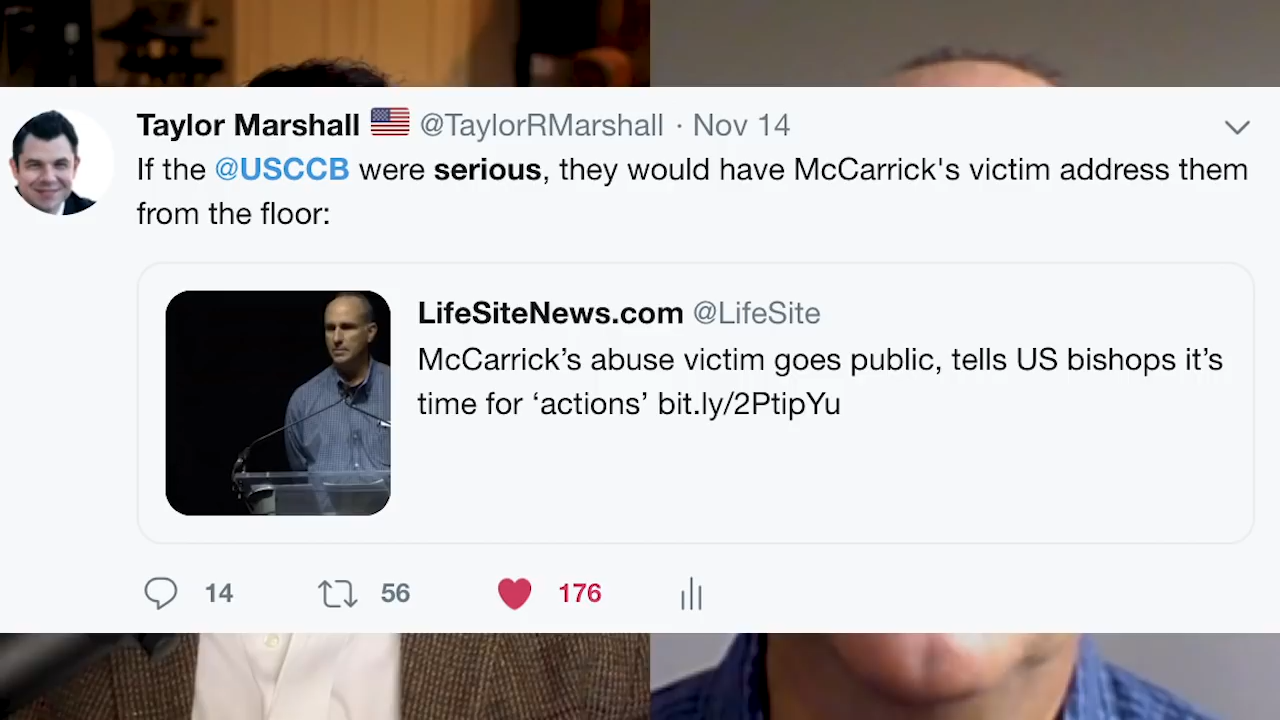 Taylor Marshall 🇺🇸 @TaylorRMarshall · Nov 14
If the @USCCB were serious, they would have McCarrick's victim address them
from the floor:
LifeSiteNews.com @LifeSite
McCarrick’s abuse victim goes public, tells US bishops it’s
time for ‘actions’ bit.ly/2PtipYu
14 56 176